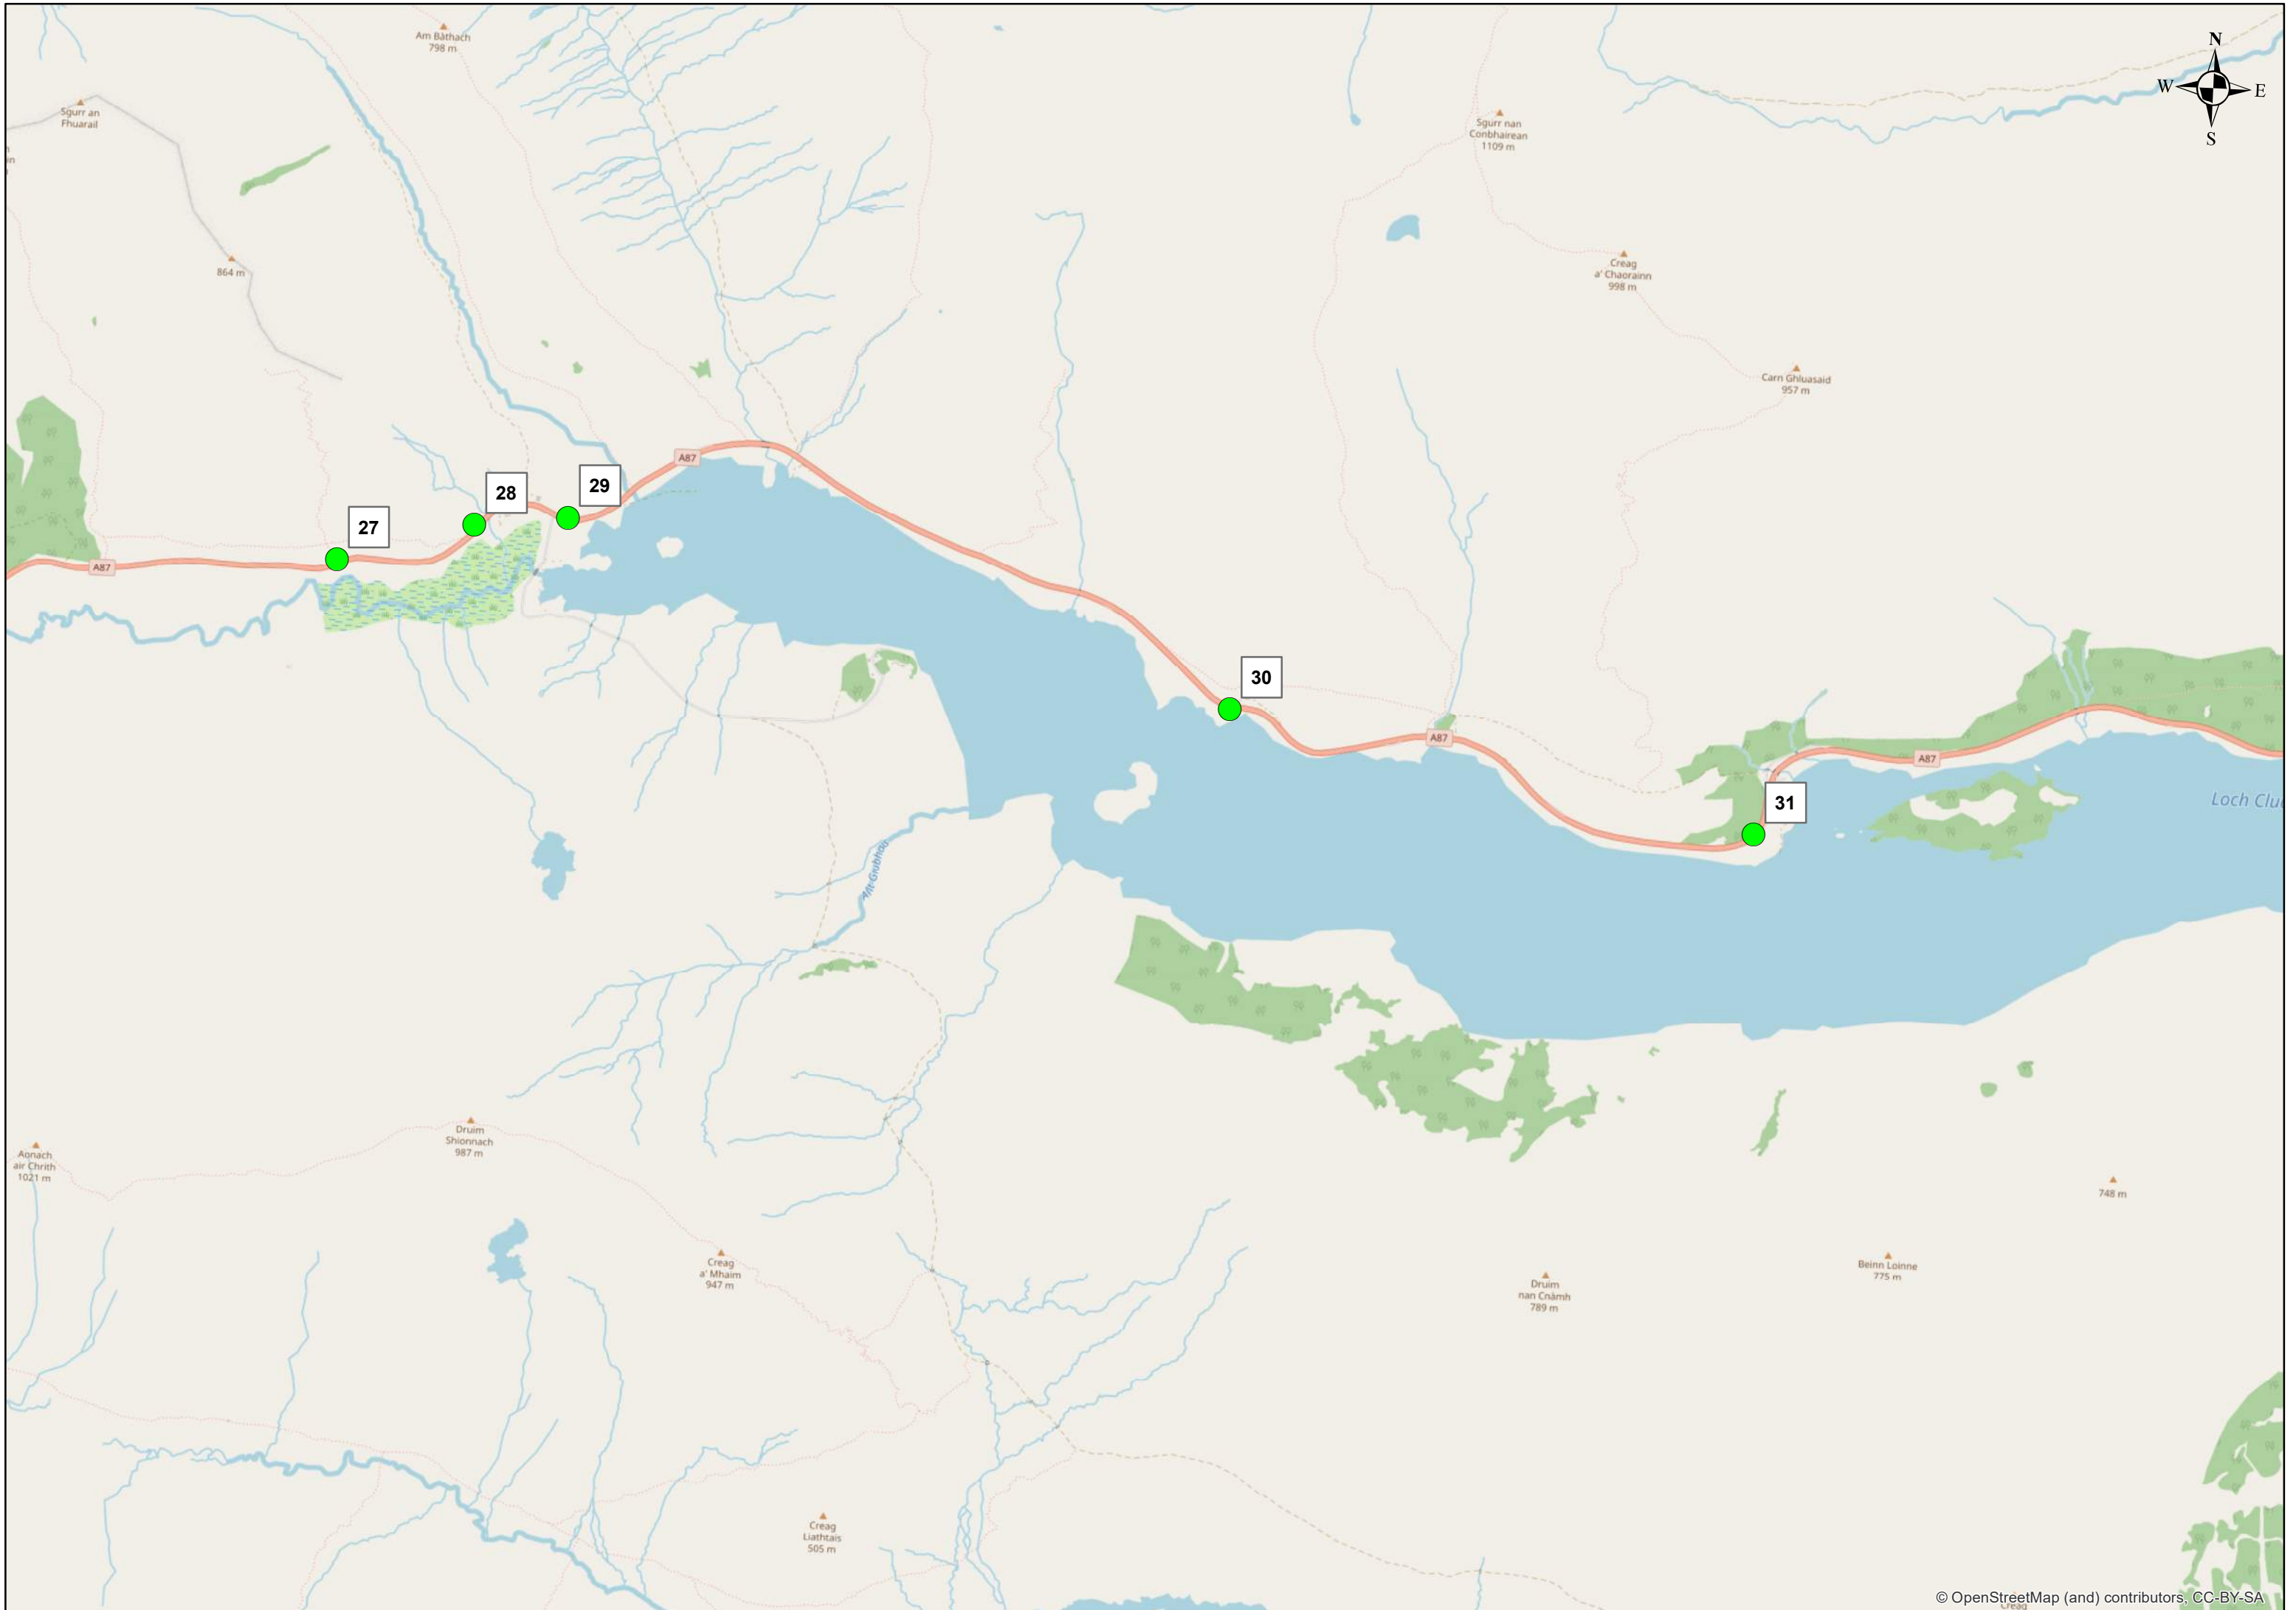 Am Bàthach
798 m
N
W
E
S
Sgurr an
Fhuarail
Sgurr nan
Conbhairean
1109 m
864 m
Creag
a' Chaorainn
998 m
Carn Ghluasaid
957 m
A87
28
29
27
A87
30
A87
A87
31
Loch Clu
Allt Giubhais
Druim
Shionnach
987 m
Aonach
air Chrith
1021 m
748 m
Creag
a' Mhaim
947 m
Beinn Loinne
775 m
Druim
nan Cnàmh
789 m
Creag
Liathtais
505 m
© OpenStreetMap (and) contributors, CC-BY-SA
Creag